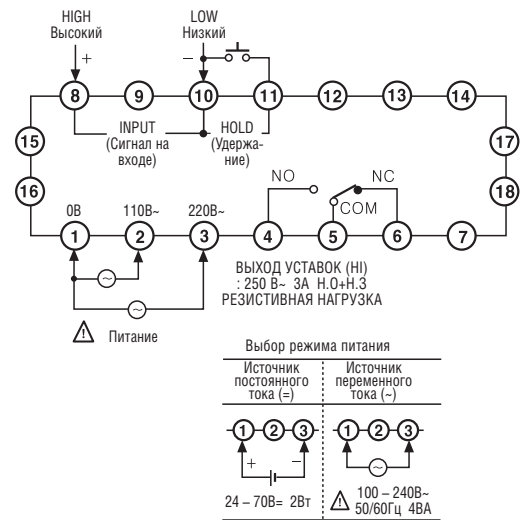 HIGH
Высокий
LOW
Низкий
+
−
8 9 10 11 12 13 14
INPUT
(Сигнал на
входе)
HOLD
(Удержа-
ние)
15
16
17
18
NO
NC
COM
0В 110В~ 220В~
1 2 3 4 5 6 7
ВЫХОД УСТАВОК (HI)
: 250 В~ 3А Н.О+Н.З
РЕЗИСТИВНАЯ НАГРУЗКА
Питание
Выбор режима питания
Источник
постоянного
тока (=)
Источник
переменного
тока (~)
1 2 3
1 2 3
+ −
24 – 70В= 2Вт
100 – 240В~
50/60Гц 4ВА